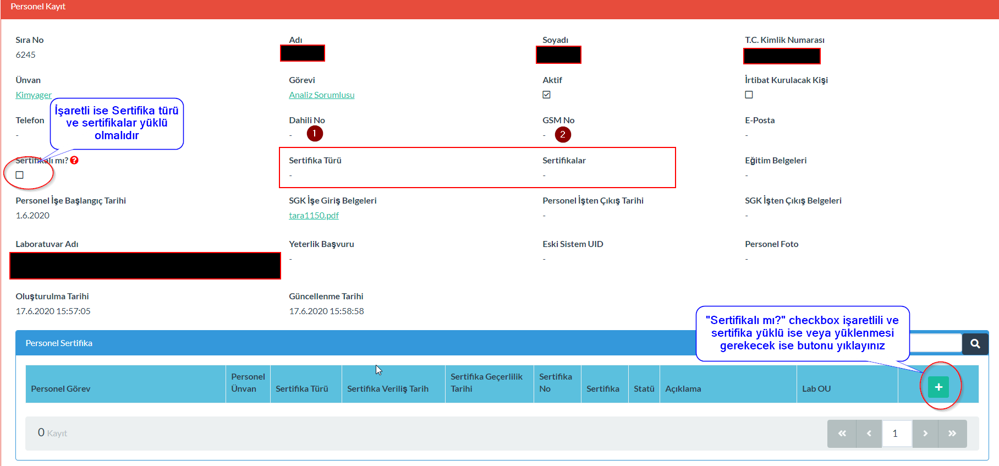 Personel Kayıt
Sıra No
6245
Adı
Soyadı
T.C. Kimlik Numarası
Ünvan
Kimyager
Görevi
Analiz Sorumlusu
Aktif
İrtibat Kurulacak Kişi
İşaretli ise Sertifika türü
ve sertifikalar yüklü
olmalıdır
Telefon
-
Dahili No
-
1
GSM No
-
2
E-Posta
-
Sertifikalı mı?
Sertifika Türü
-
Sertifikalar
-
Eğitim Belgeleri
-
Personel İşe Başlangıç Tarihi
1.6.2020
SGK İşe Giriş Belgeleri
tara1150.pdf
Personel İşten Çıkış Tarihi
-
SGK İşten Çıkış Belgeleri
-
Laboratuvar Adı
Yeterlik Başvuru
-
Eski Sistem UID
-
Personel Foto
-
Oluşturulma Tarihi
17.6.2020 15:57:05
Güncellenme Tarihi
17.6.2020 15:58:58
"Sertifikalı mı?" checkbox işaretlili ve
sertifika yüklü ise veya yüklenmesi
gerekecek ise butonu yıklayınız
Personel Sertifika
Personel Görev
Personel
Ünvan
Sertifika Türü
Sertifika Veriliş Tarih
Sertifika Geçerlilik
Tarihi
Sertifika
No
Sertifika
Statü
Açıklama
Lab OU
+
0 Kayıt
« ‹ 1 › »